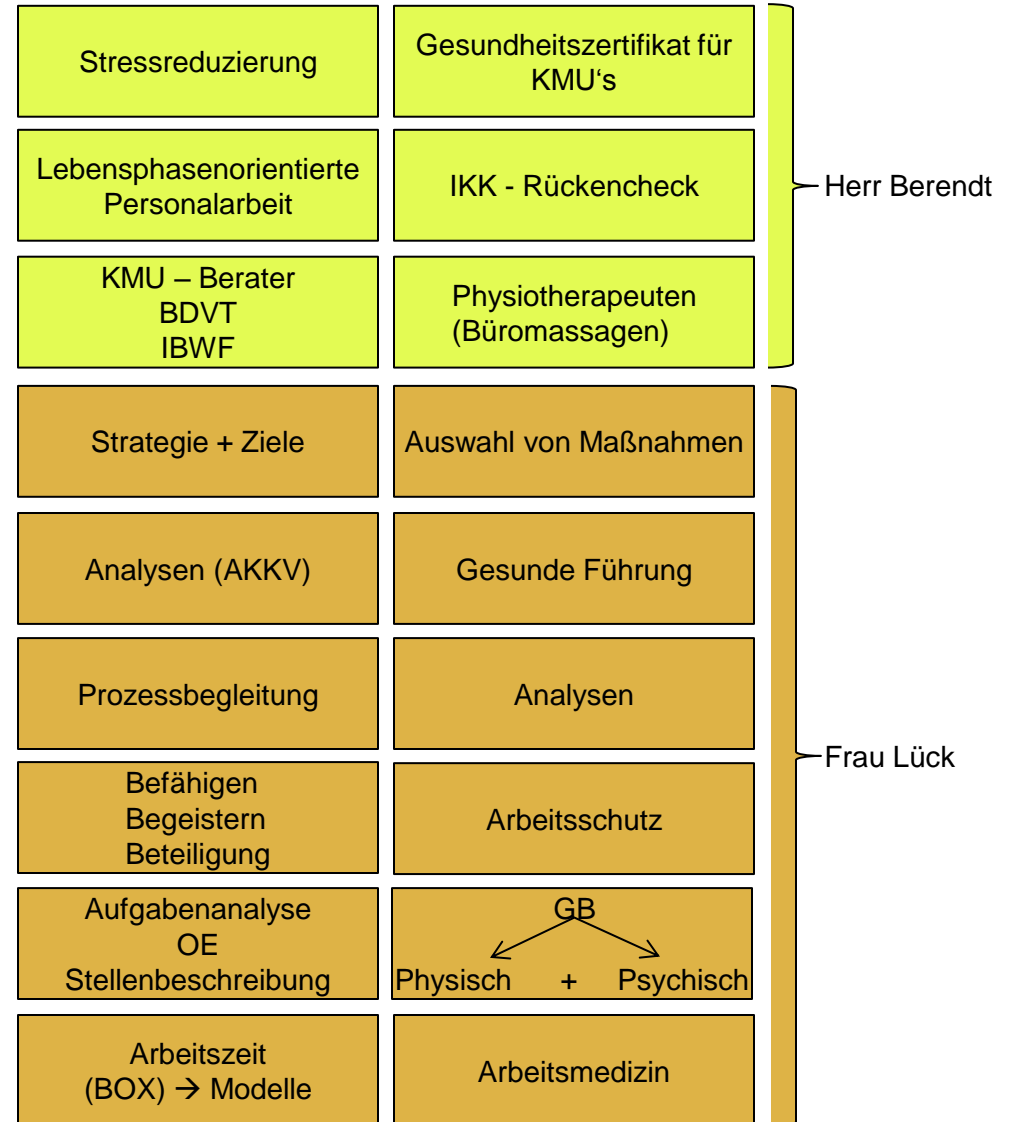 Stressreduzierung
Gesundheitszertifikat für
KMU‘s
Lebensphasenorientierte
Personalarbeit
IKK - Rückencheck
Herr Berendt
KMU – Berater
BDVT
IBWF
Physiotherapeuten
(Büromassagen)
Strategie + Ziele
Auswahl von Maßnahmen
Analysen (AKKV)
Gesunde Führung
Prozessbegleitung
Analysen
Frau Lück
Befähigen
Begeistern
Beteiligung
Arbeitsschutz
Aufgabenanalyse
OE
Stellenbeschreibung
GB
Physisch + Psychisch
Arbeitszeit
(BOX) → Modelle
Arbeitsmedizin